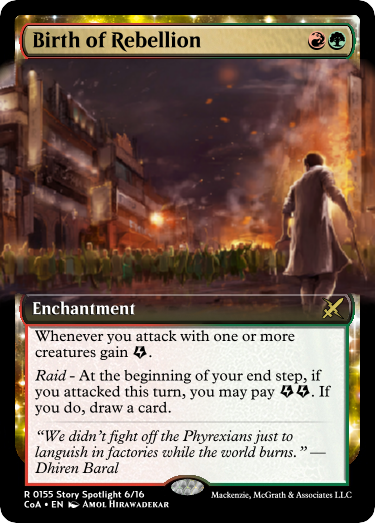 Birth of Rebellion
Enchantment
Whenever you attack with one or more
creatures gain .
Raid - At the beginning of your end step, if
you attacked this turn, you may pay . If
you do, draw a card.
“We didn’t fight off the Phyrexians just to
languish in factories while the world burns.” —
Dhiren Baral
R 0155 Story Spotlight 6/16
CoA • EN Amol Hirawadekar
Mackenzie, McGrath & Associates LLC